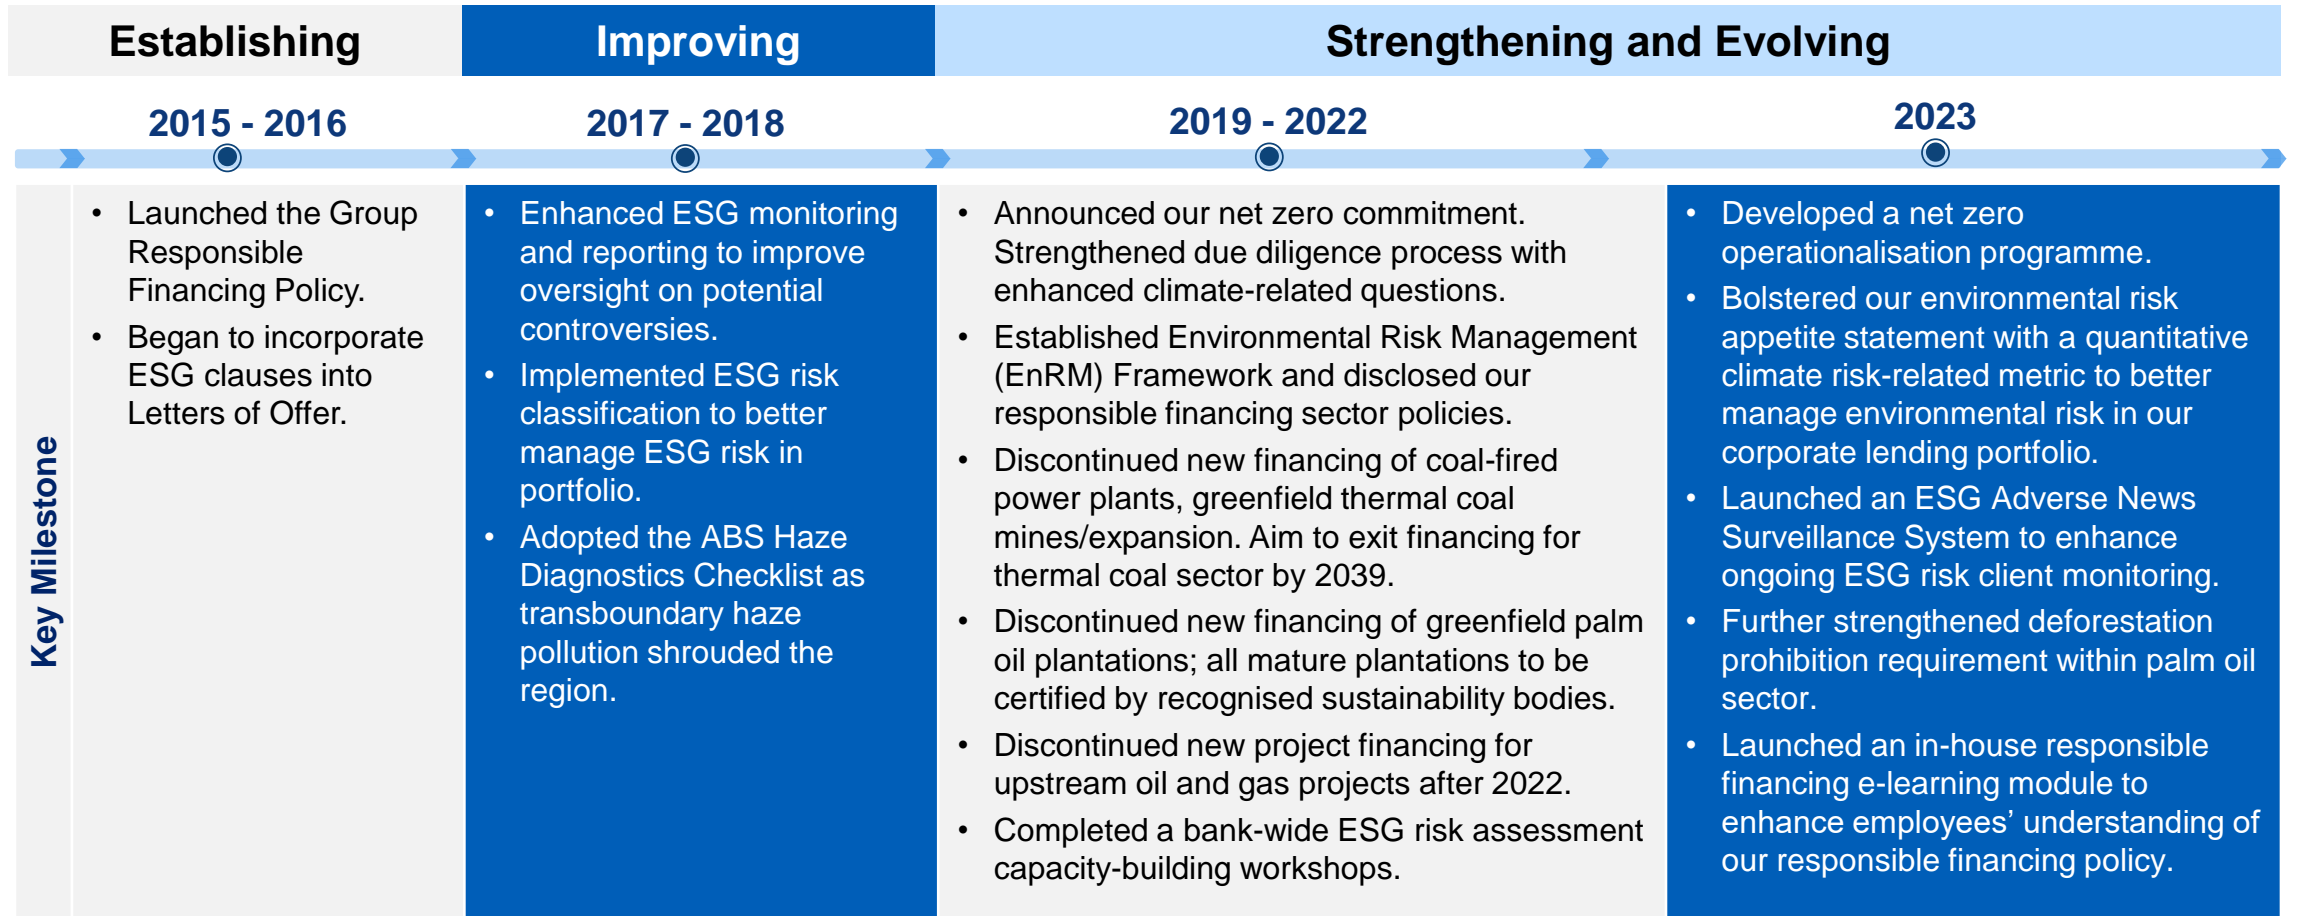 Establishing
Improving
Strengthening and Evolving
2015 - 2016
2017 - 2018
2019 - 2022
2023
Key Milestone
• Launched the Group
Responsible
Financing Policy.
• Began to incorporate
ESG clauses into
Letters of Offer.
• Enhanced ESG monitoring
and reporting to improve
oversight on potential
controversies.
• Implemented ESG risk
classification to better
manage ESG risk in
portfolio.
• Adopted the ABS Haze
Diagnostics Checklist as
transboundary haze
pollution shrouded the
region.
• Announced our net zero commitment.
Strengthened due diligence process with
enhanced climate-related questions.
• Established Environmental Risk Management
(EnRM) Framework and disclosed our
responsible financing sector policies.
• Discontinued new financing of coal-fired
power plants, greenfield thermal coal
mines/expansion. Aim to exit financing for
thermal coal sector by 2039.
• Discontinued new financing of greenfield palm
oil plantations; all mature plantations to be
certified by recognised sustainability bodies.
• Discontinued new project financing for
upstream oil and gas projects after 2022.
• Completed a bank-wide ESG risk assessment
capacity-building workshops.
• Developed a net zero
operationalisation programme.
• Bolstered our environmental risk
appetite statement with a quantitative
climate risk-related metric to better
manage environmental risk in our
corporate lending portfolio.
• Launched an ESG Adverse News
Surveillance System to enhance
ongoing ESG risk client monitoring.
• Further strengthened deforestation
prohibition requirement within palm oil
sector.
• Launched an in-house responsible
financing e-learning module to
enhance employees’ understanding of
our responsible financing policy.